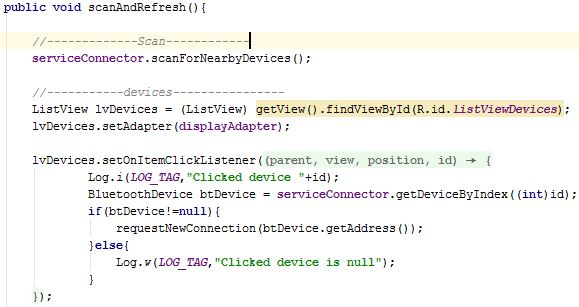 public void scanAndRefresh(){
//-------------Scan------------
serviceConnector.scanForNearbyDevices();
//-----------devices----------------
ListView lvDevices = (ListView) getView().findViewById(R.id.ListViewDevices);
lvDevices.setAdapter(displayAdapter);
lvDevices.setOnItemClickListener((parent, view, position, id) → {
Log.i(LOG_TAG,"Clicked device "+id);
BluetoothDevice btDevice = serviceConnector.getDeviceByIndex((int)id);
if(btDevice!=null){
requestNewConnection(btDevice.getAddress());
}else{
Log.v(LOG_TAG,"Clicked device is null");
}
});